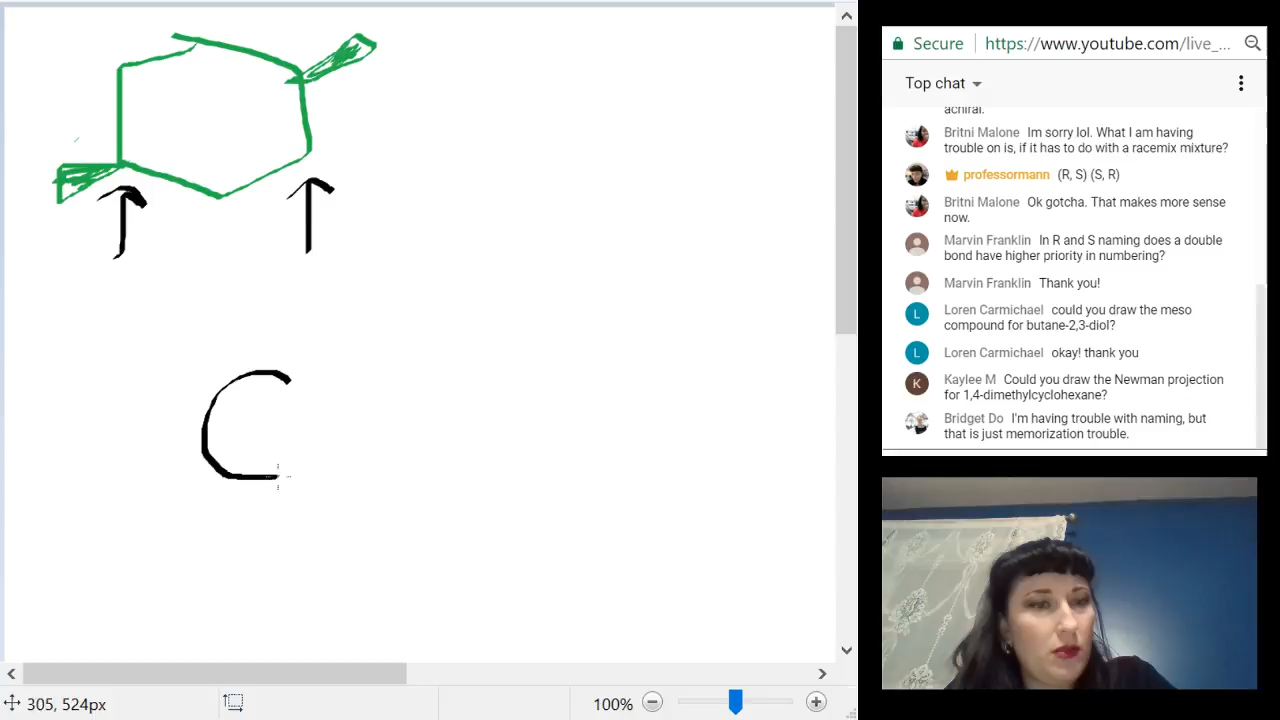 Secure
https://www.youtube.com/live_...
Top chat
achiral.
Britni Malone Im sorry lol. What I am having
trouble on is, if it has to do with a racemix mixture?
professormann (R, S) (S, R)
Britni Malone Ok gotcha. That makes more sense
now.
Marvin Franklin In R and S naming does a double
bond have higher priority in numbering?
Marvin Franklin Thank you!
L
Loren Carmichael could you draw the meso
compound for butane-2,3-diol?
L
Loren Carmichael okay! thank you
K
Kaylee M Could you draw the Newman projection
for 1,4-dimethylcyclohexane?
Bridget Do I'm having trouble with naming, but
that is just memorization trouble.
305, 524px
100%